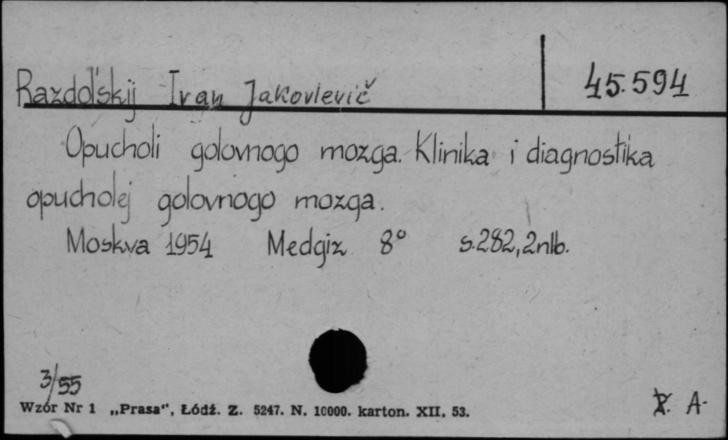 Razdol'skij Ivan Jakovlevič 45.594
Opucholi golovnogo mozga. Klinika i diagnostika
opucholej golovnogo mozga.
Moskva 1954 Medgiz 8° s.282,2nlb.
3/55
Wzór Nr 1 „Prasa", Łódź. Z. 5247. N. 10000. karton. XII. 53.
A.